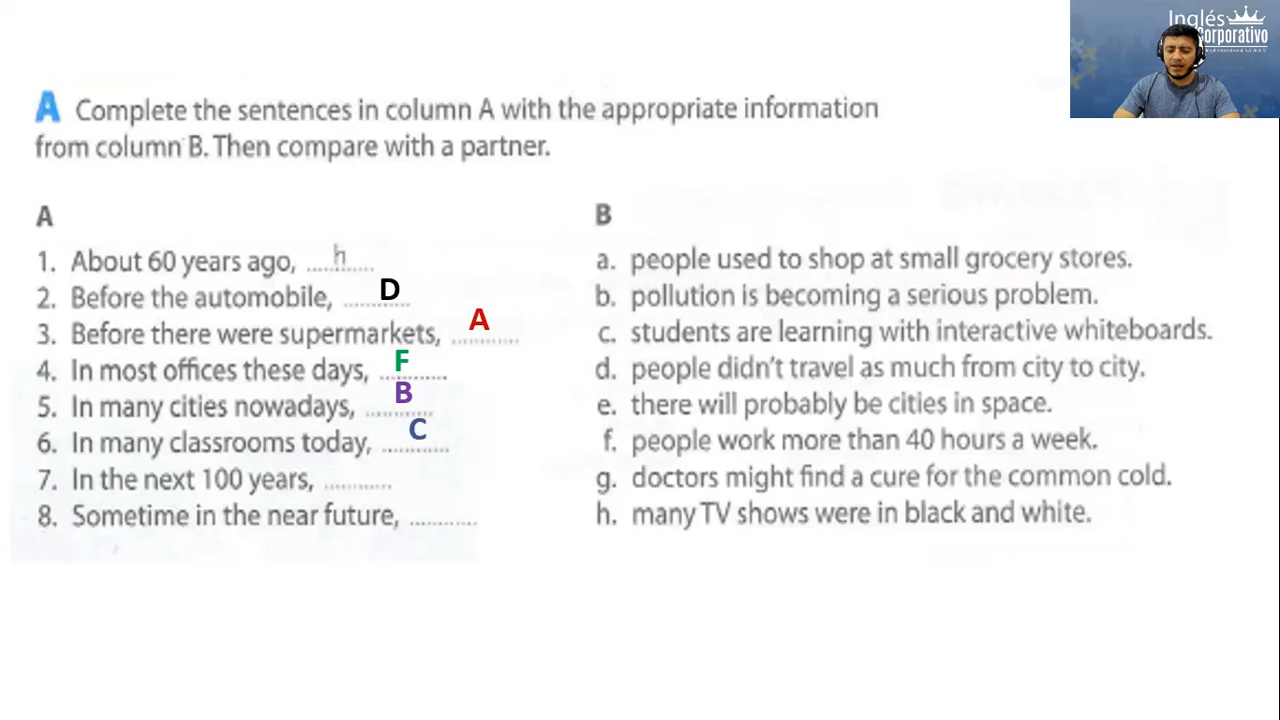 Inglés
Corporativo
A Complete the sentences in column A with the appropriate information
from column B. Then compare with a partner.
A
1. About 60 years ago, ....h....
2. Before the automobile, D
3. Before there were supermarkets, A
4. In most offices these days, F
5. In many cities nowadays, B
6. In many classrooms today, C
7. In the next 100 years, ............
8. Sometime in the near future, ............
B
a. people used to shop at small grocery stores.
b. pollution is becoming a serious problem.
c. students are learning with interactive whiteboards.
d. people didn't travel as much from city to city.
e. there will probably be cities in space.
f. people work more than 40 hours a week.
g. doctors might find a cure for the common cold.
h. many TV shows were in black and white.